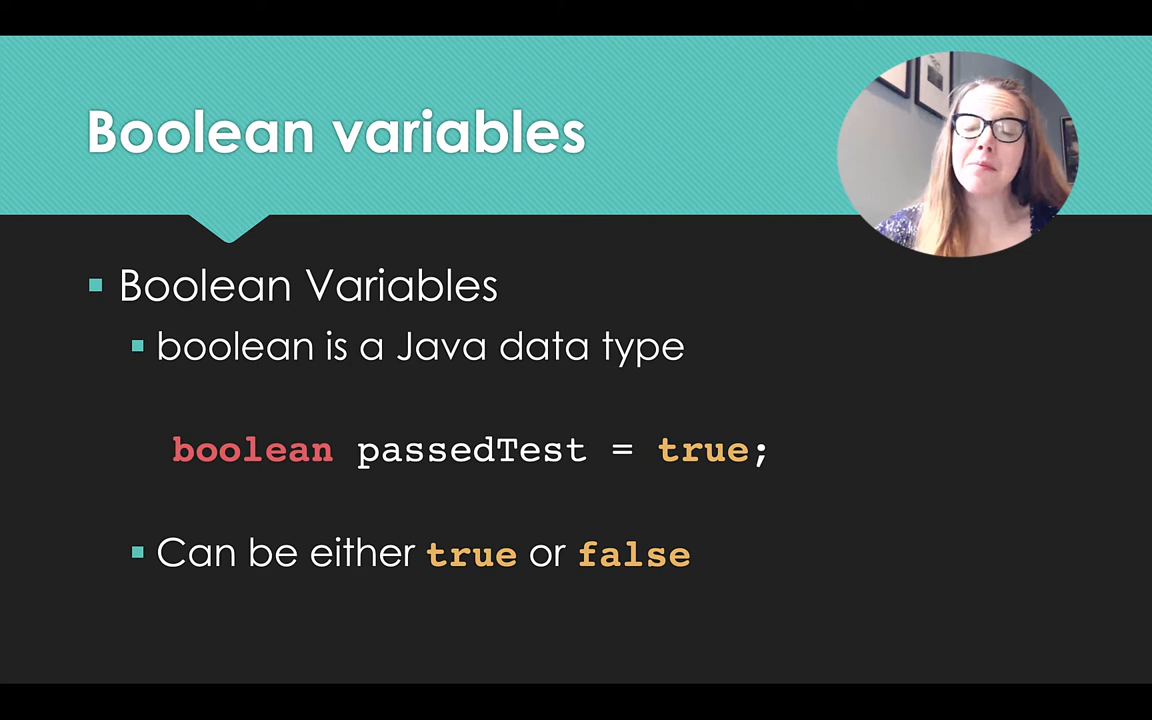 Boolean variables
Boolean Variables
boolean is a Java data type
boolean passedTest = true;
Can be either true or false